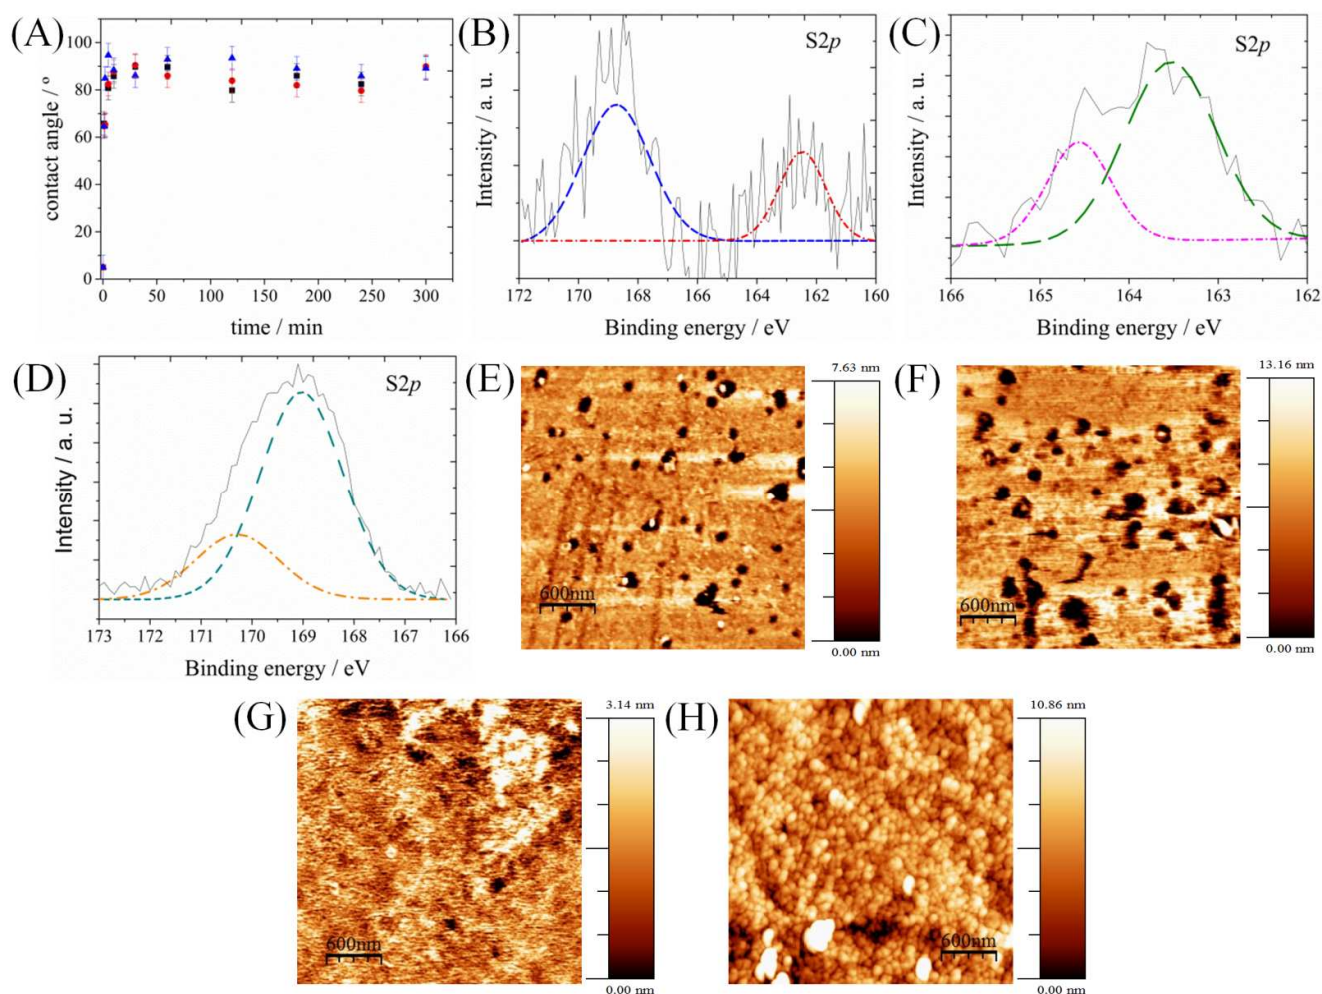 (A)
contact angle / º
100
80
60
40
20
0
0 50 100 150 200 250 300
time / min
(B)
S2p
Intensity / a. u.
172 170 168 166 164 162 160
Binding energy / eV
(C)
S2p
Intensity / a. u.
166 165 164 163 162
Binding energy / eV
(D)
S2p
Intensity / a. u.
173 172 171 170 169 168 167 166
Binding energy / eV
(E)
7.63 nm
600nm
0.00 nm
(F)
13.16 nm
600nm
0.00 nm
(G)
3.14 nm
600nm
0.00 nm
(H)
10.86 nm
600nm
0.00 nm